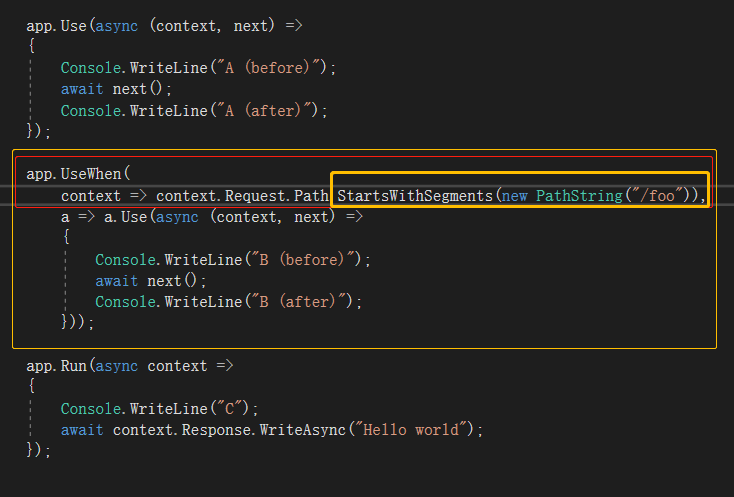 app.Use(async (context, next) =>
{
    Console.WriteLine("A (before)");
    await next();
    Console.WriteLine("A (after)");
});
app.UseWhen(
    context => context.Request.Path.StartsWithSegments(new PathString("/foo")),
    a => a.Use(async (context, next) =>
    {
        Console.WriteLine("B (before)");
        await next();
        Console.WriteLine("B (after)");
    }));
app.Run(async context =>
{
    Console.WriteLine("C");
    await context.Response.WriteAsync("Hello world");
});